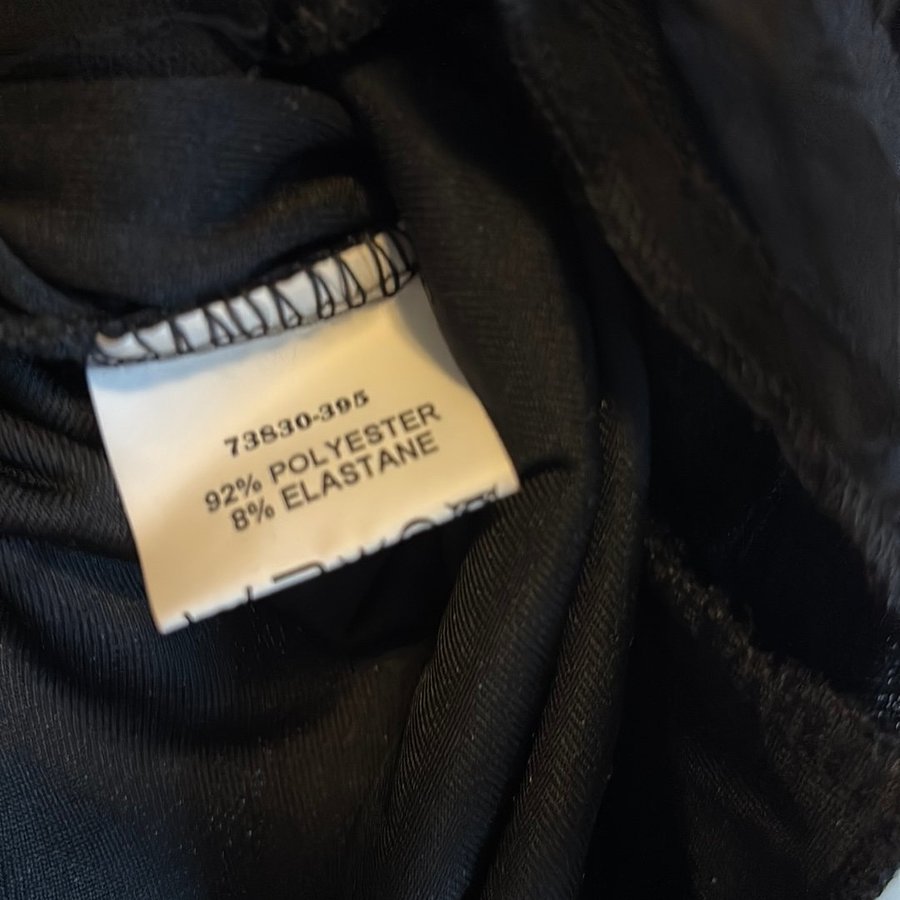 73830-395
92% POLYESTER
8% ELASTANE